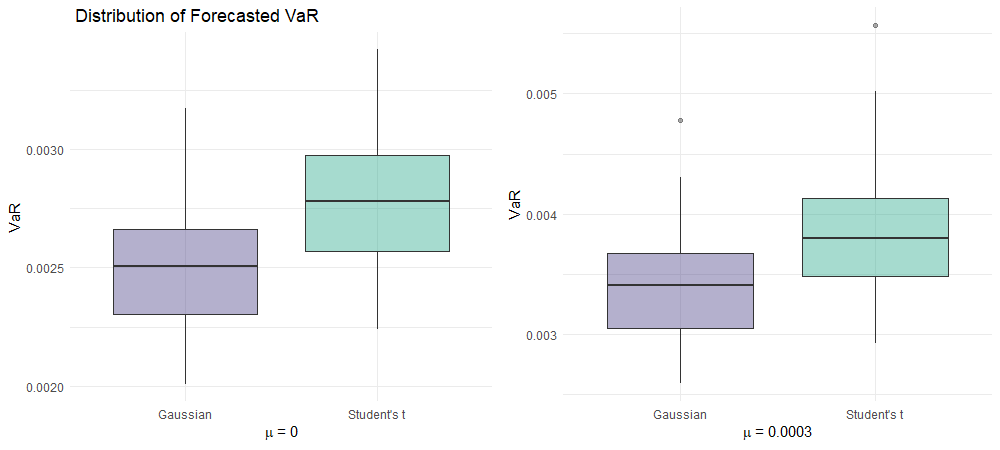 Distribution of Forecasted VaR
VaR
0.0030
0.0025
0.0020
Gaussian
Student's t
μ = 0
VaR
0.005
0.004
0.003
Gaussian
Student's t
μ = 0.0003